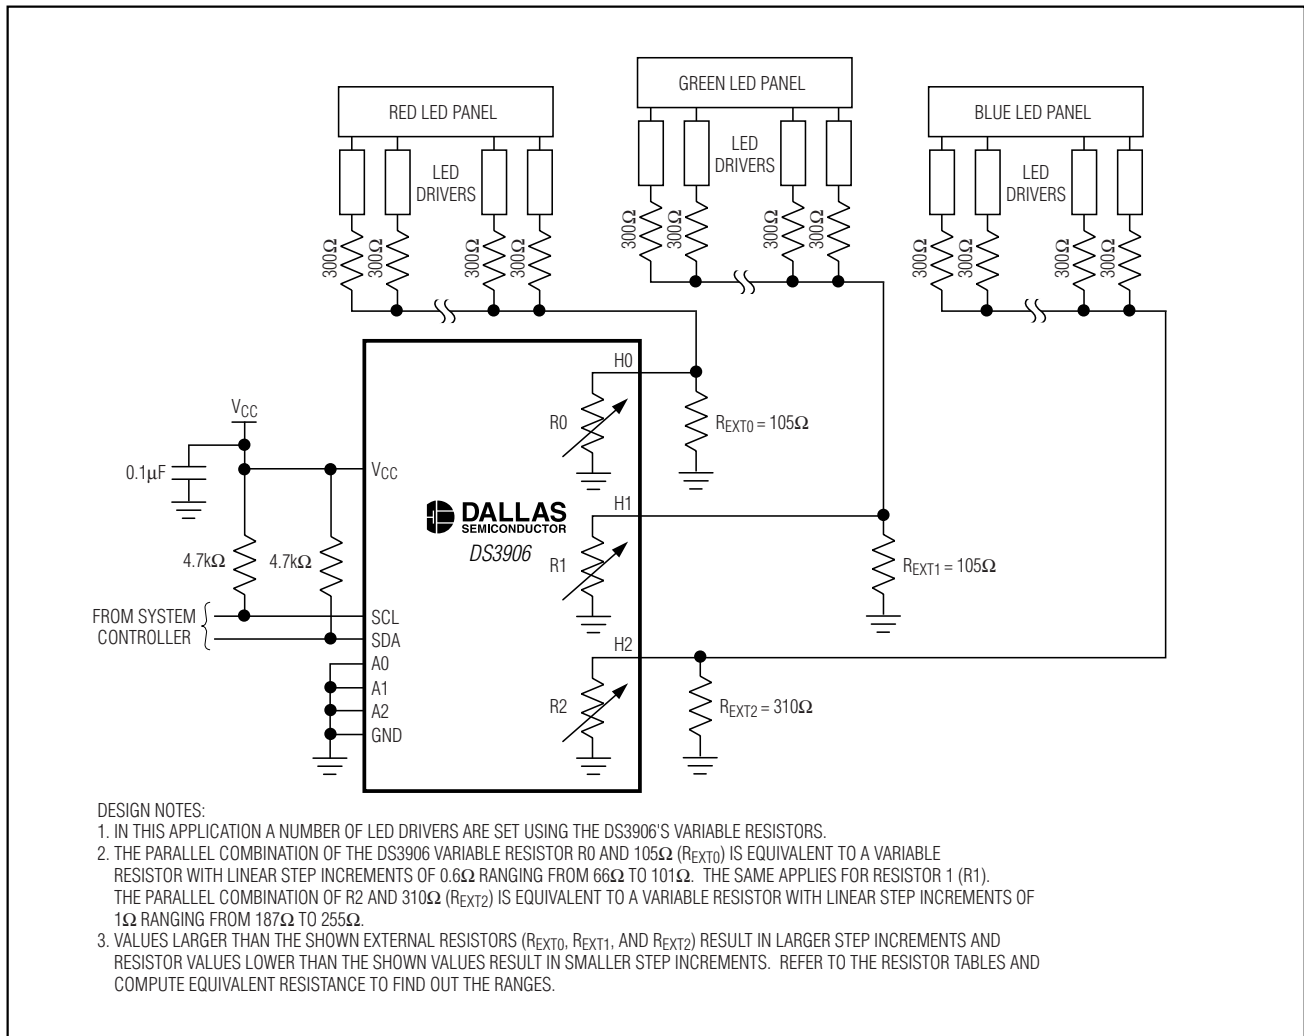 GREEN LED PANEL
RED LED PANEL
BLUE LED PANEL
LED
DRIVERS
LED
DRIVERS
LED
DRIVERS
300Ω
300Ω
300Ω
300Ω
300Ω
300Ω
300Ω
300Ω
300Ω
300Ω
300Ω
300Ω
H0
R0
REXT0 = 105Ω
VCC
0.1µF
VCC
DALLAS
SEMICONDUCTOR
DS3906
H1
R1
REXT1 = 105Ω
4.7kΩ
4.7kΩ
FROM SYSTEM
CONTROLLER
SCL
SDA
A0
A1
A2
GND
H2
R2
REXT2 = 310Ω
DESIGN NOTES:
1. IN THIS APPLICATION A NUMBER OF LED DRIVERS ARE SET USING THE DS3906'S VARIABLE RESISTORS.
2. THE PARALLEL COMBINATION OF THE DS3906 VARIABLE RESISTOR R0 AND 105Ω (REXT0) IS EQUIVALENT TO A VARIABLE
RESISTOR WITH LINEAR STEP INCREMENTS OF 0.6Ω RANGING FROM 66Ω TO 101Ω. THE SAME APPLIES FOR RESISTOR 1 (R1).
THE PARALLEL COMBINATION OF R2 AND 310Ω (REXT2) IS EQUIVALENT TO A VARIABLE RESISTOR WITH LINEAR STEP INCREMENTS OF
1Ω RANGING FROM 187Ω TO 255Ω.
3. VALUES LARGER THAN THE SHOWN EXTERNAL RESISTORS (REXT0, REXT1, AND REXT2) RESULT IN LARGER STEP INCREMENTS AND
RESISTOR VALUES LOWER THAN THE SHOWN VALUES RESULT IN SMALLER STEP INCREMENTS. REFER TO THE RESISTOR TABLES AND
COMPUTE EQUIVALENT RESISTANCE TO FIND OUT THE RANGES.